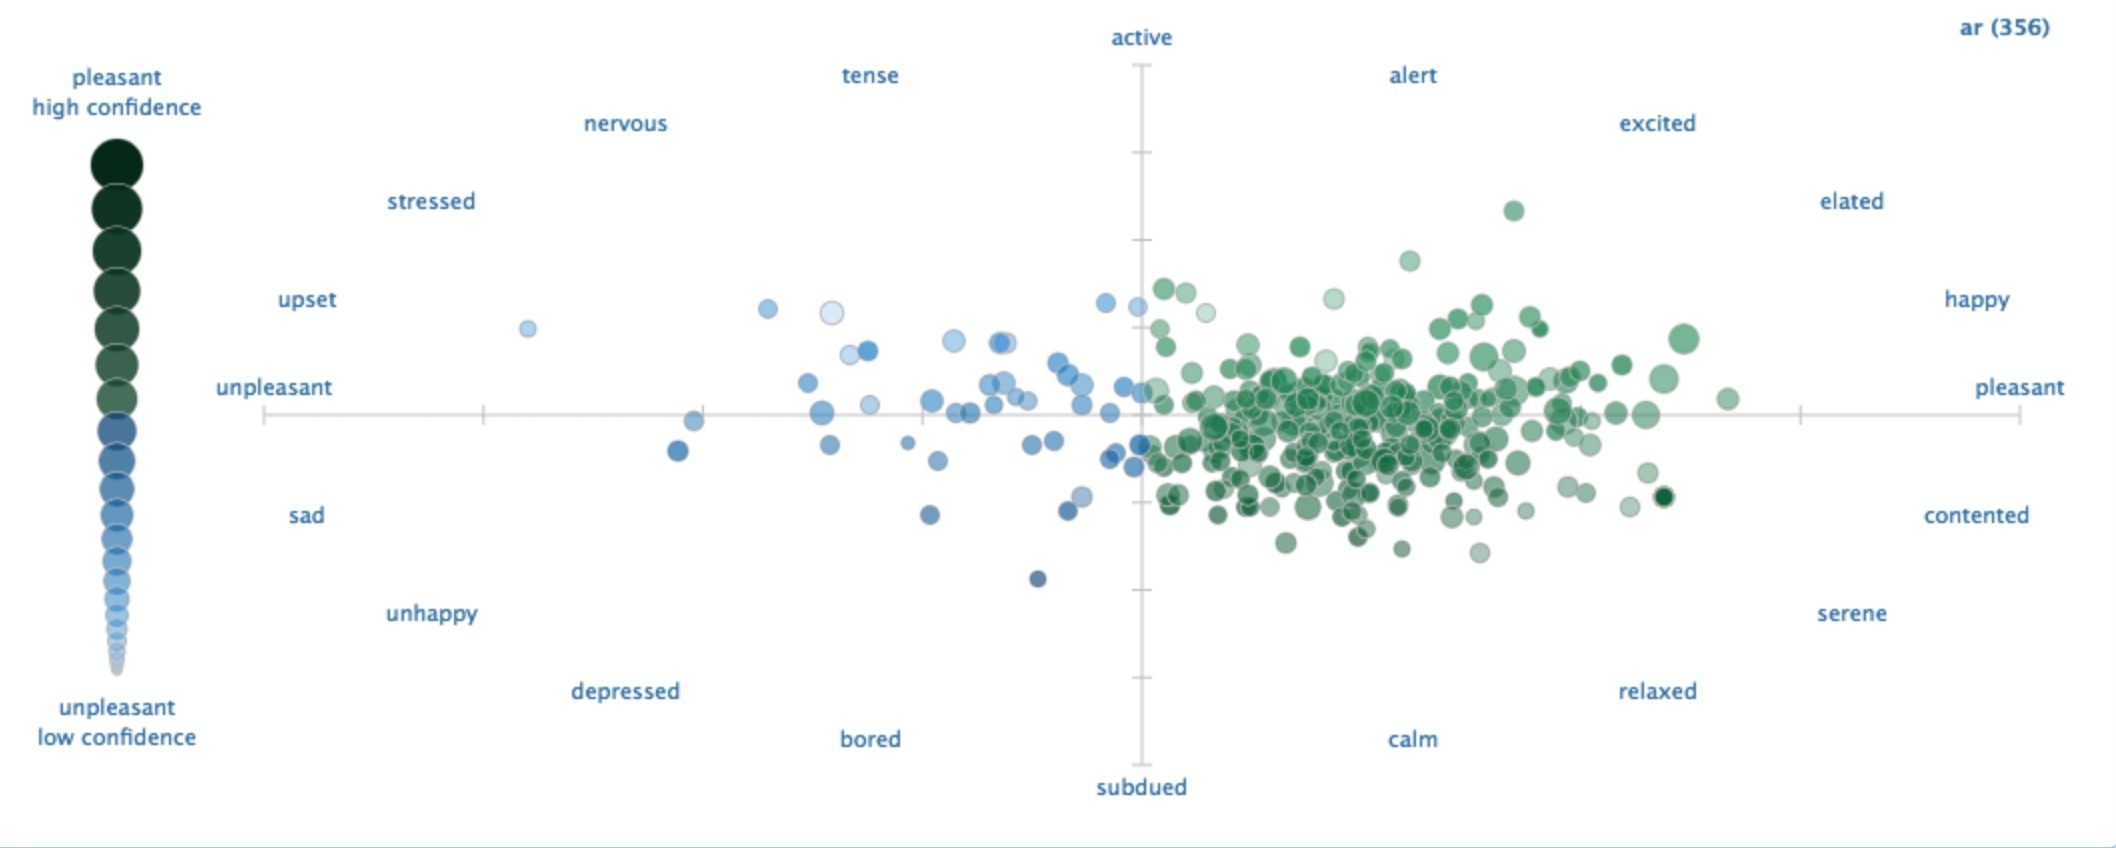 ar (356)
active
pleasant
high confidence
tense
alert
nervous
excited
stressed
elated
upset
happy
unpleasant
pleasant
sad
contented
unhappy
serene
depressed
relaxed
unpleasant
low confidence
bored
calm
subdued